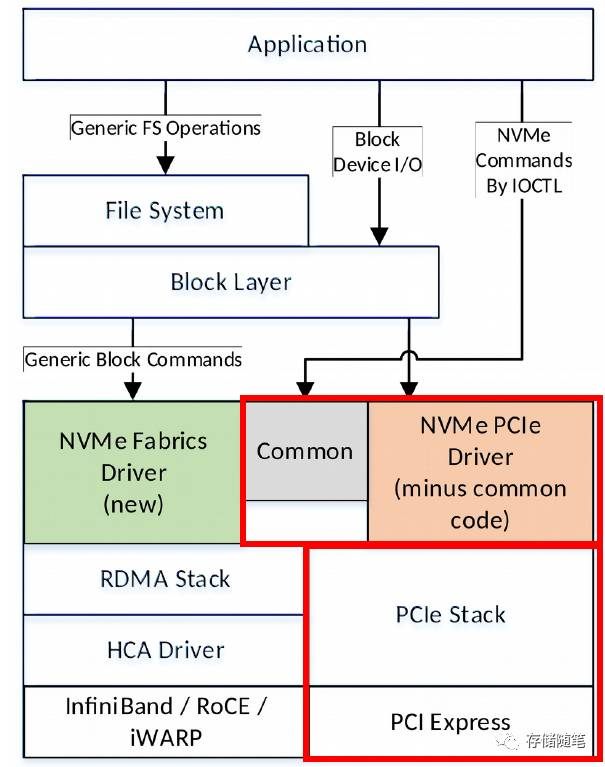 Application
Generic FS Operations
Block
Device I/O
NVMe
Commands
By IOCTL
File System
Block Layer
Generic Block Commands
NVMe Fabrics
Driver
(new)
Common
NVMe PCIe
Driver
(minus common
code)
RDMA Stack
PCIe Stack
HCA Driver
InfiniBand / RoCE /
iWARP
PCI Express
存储随笔